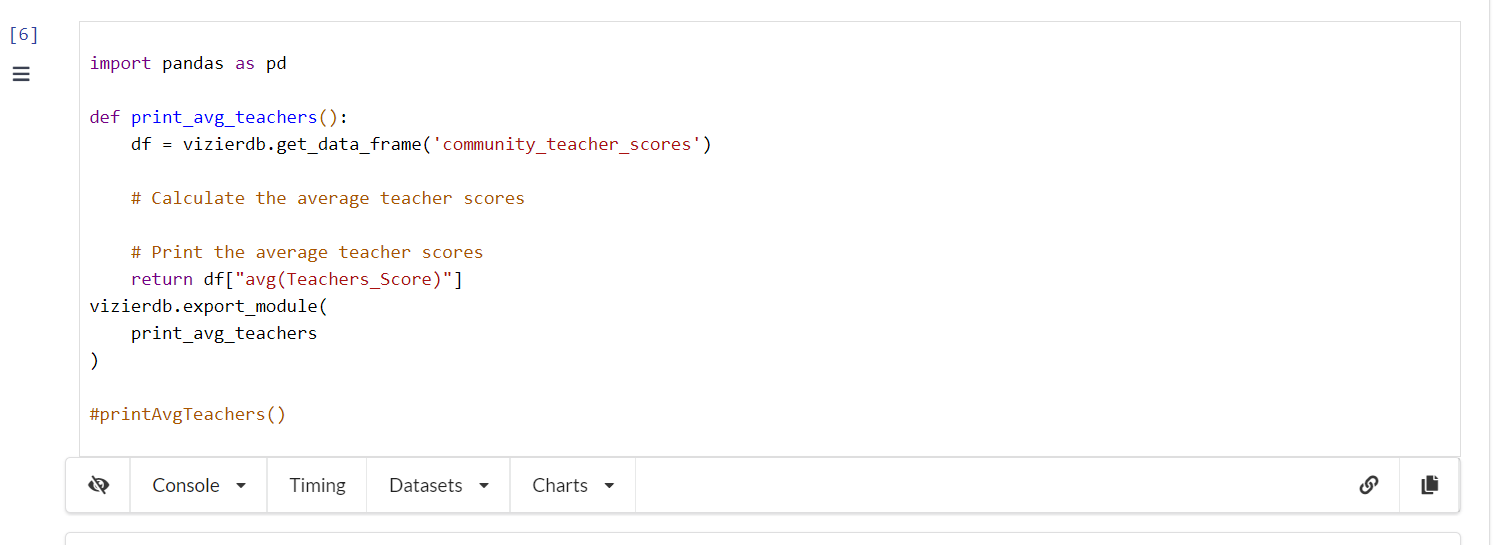 [6]
import pandas as pd
def print_avg_teachers():
df = vizierdb.get_data_frame('community_teacher_scores')
# Calculate the average teacher scores
# Print the average teacher scores
return df["avg(Teachers_Score)"]
vizierdb.export_module(
print_avg_teachers
)
#printAvgTeachers()
Console Timing Datasets Charts